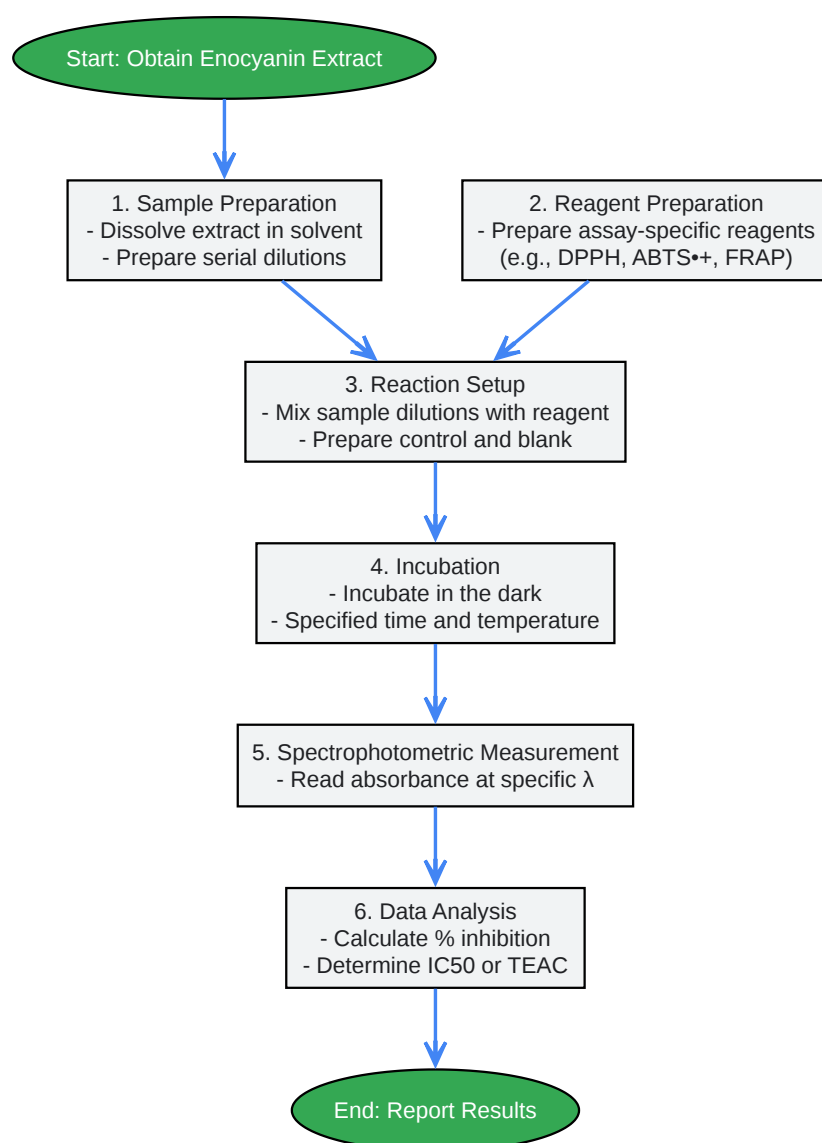 Start: Obtain Enocyanin Extract
1. Sample Preparation
- Dissolve extract in solvent
- Prepare serial dilutions
2. Reagent Preparation
- Prepare assay-specific reagents
(e.g., DPPH, ABTS•+, FRAP)
3. Reaction Setup
- Mix sample dilutions with reagent
- Prepare control and blank
4. Incubation
- Incubate in the dark
- Specified time and temperature
5. Spectrophotometric Measurement
- Read absorbance at specific λ
6. Data Analysis
- Calculate % inhibition
- Determine IC50 or TEAC
End: Report Results